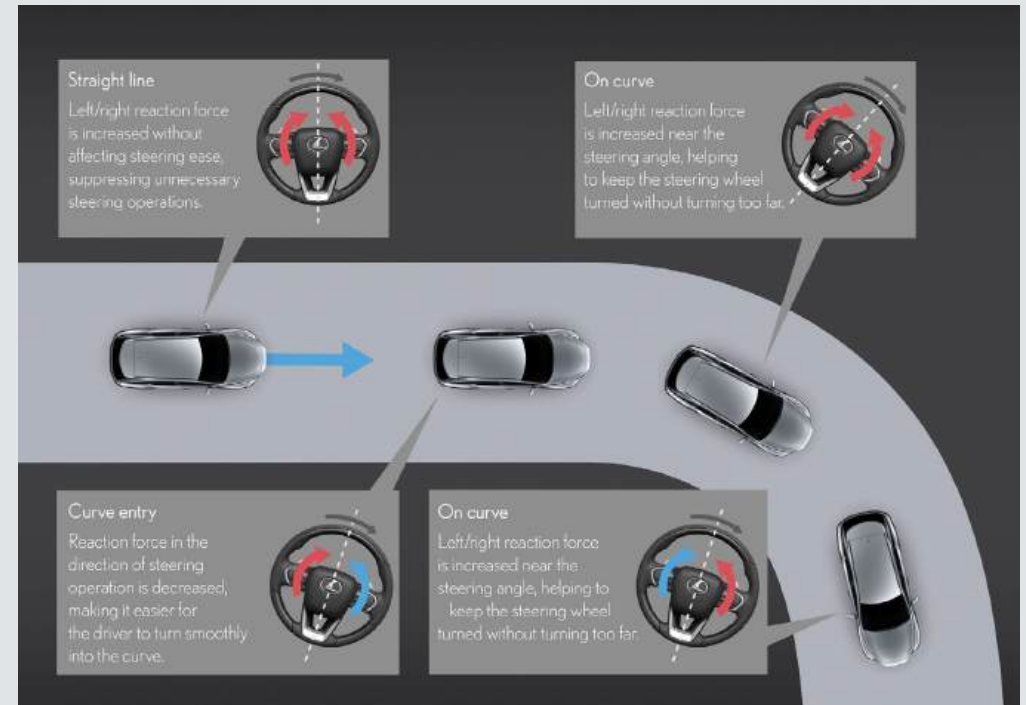 Straight line
Left/right reaction force
is increased without
affecting steering ease,
suppressing unnecessary
steering operations.
On curve
Left/right reaction force
is increased near the
steering angle, helping
to keep the steering wheel
turned without turning too far.
Curve entry
Reaction force in the
direction of steering
operation is decreased,
making it easier for
the driver to turn smoothly
into the curve.
On curve
Left/right reaction force
is increased near the
steering angle, helping to
keep the steering wheel
turned without turning too far.